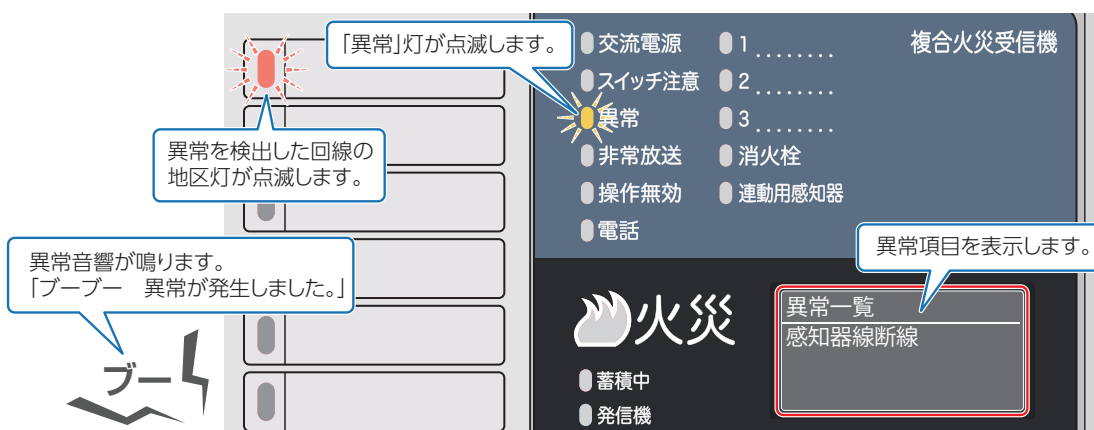 「異常」灯が点滅します。
異常を検出した回線の
地区灯が点滅します。
異常音響が鳴ります。
「ブーブー　異常が発生しました。」
ブー
交流電源
スイッチ注意
異常
非常放送
操作無効
電話
1 ........
2 ........
3 ........
消火栓
連動用感知器
複合火災受信機
異常項目を表示します。
火災
蓄積中
発信機
異常一覧
感知器線断線